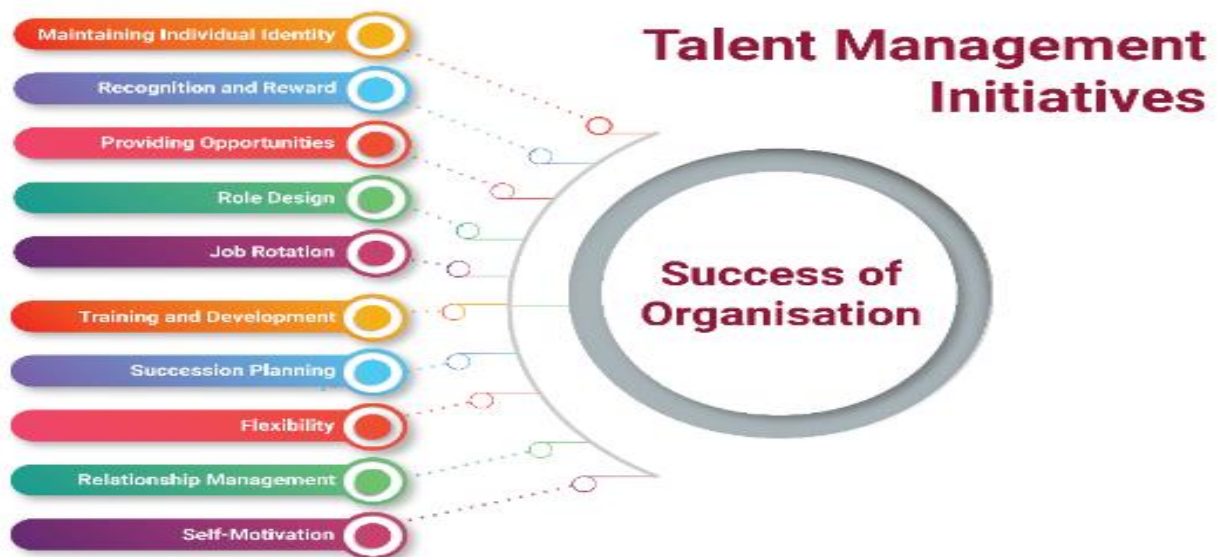 Talent Management
Initiatives
Maintaining Individual Identity
Recognition and Reward
Providing Opportunities
Role Design
Job Rotation
Training and Development
Succession Planning
Flexibility
Relationship Management
Self-Motivation
Success of
Organisation